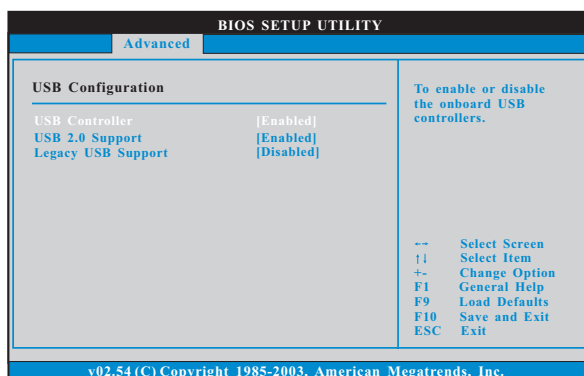 BIOS SETUP UTILITY
Advanced
USB Configuration
USB Controller [Enabled]
USB 2.0 Support [Enabled]
Legacy USB Support [Disabled]
To enable or disable
the onboard USB
controllers.
←→ Select Screen
↑↓ Select Item
+- Change Option
F1 General Help
F9 Load Defaults
F10 Save and Exit
ESC Exit
v02.54 (C) Copyright 1985-2003, American Megatrends, Inc.